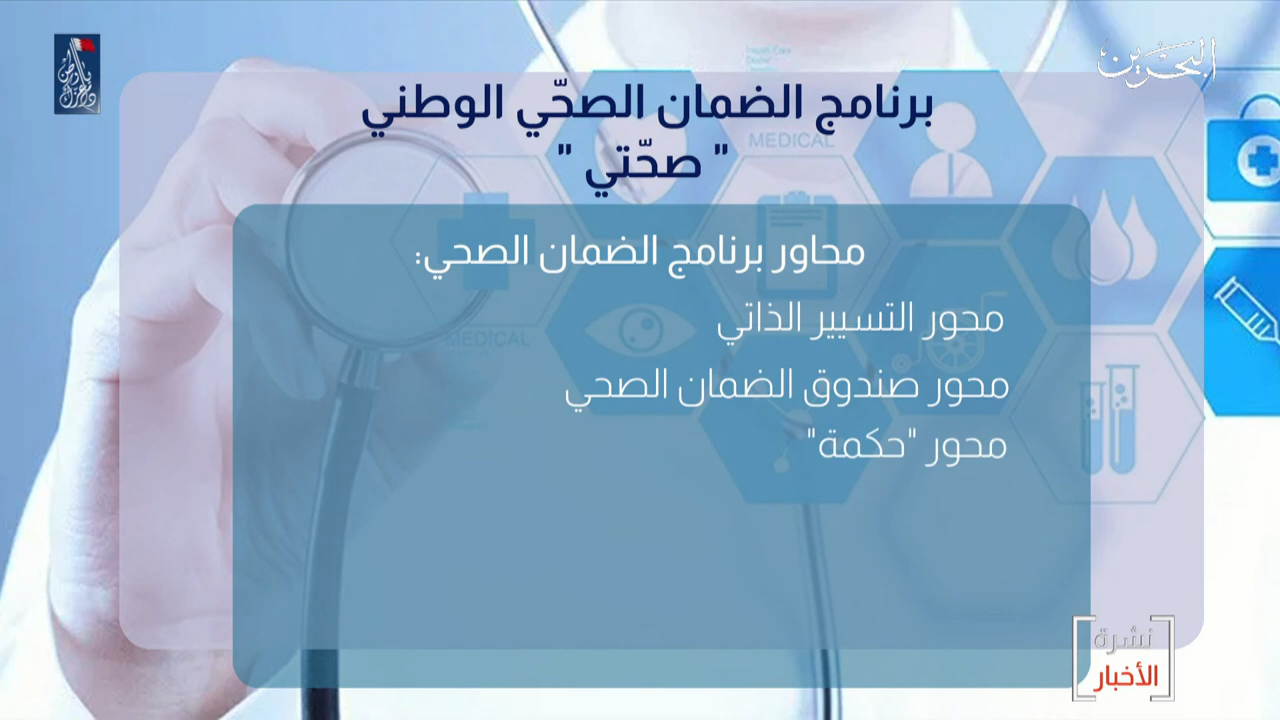 البحرين
برنامج الضمان الصحّي الوطني
" صحّتي "
محاور برنامج الضمان الصحي:
محور التسيير الذاتي
محور صندوق الضمان الصحي
محور "حكمة"
MEDICAL
MEDICAL
نشرة
الأخبار